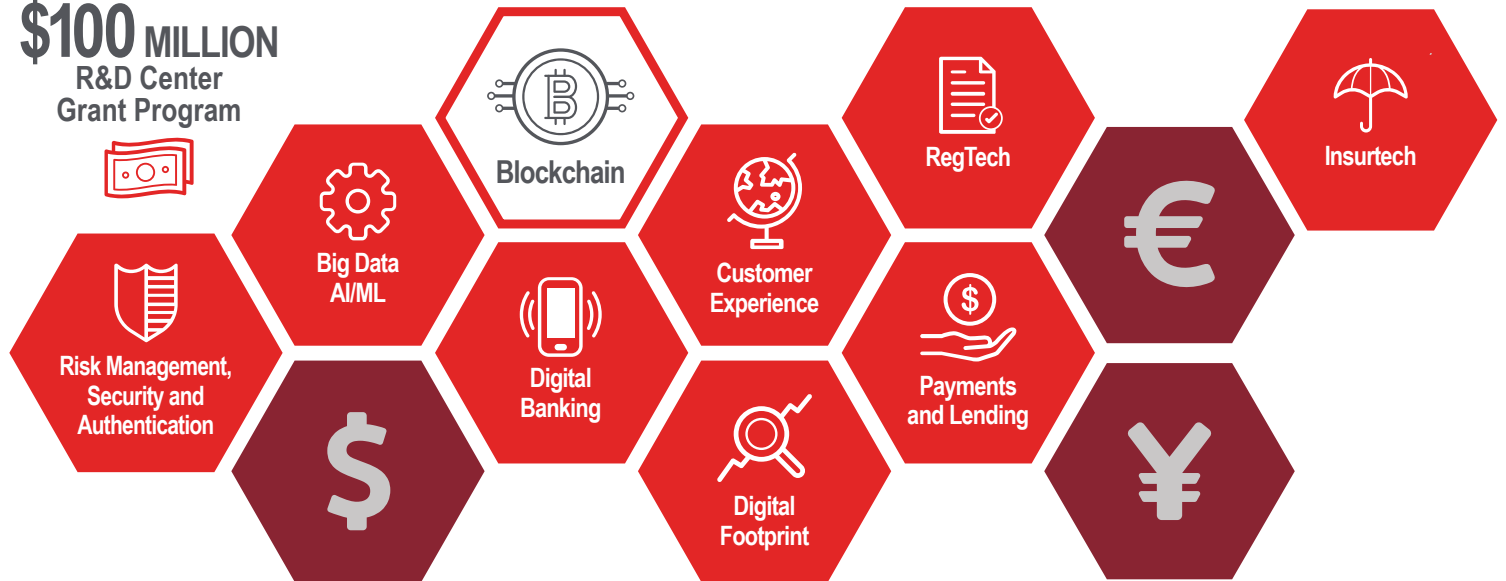 $100 MILLION
R&D Center
Grant Program
Blockchain
RegTech
Insurtech
Big Data
AI/ML
Customer
Experience
€
Risk Management,
Security and
Authentication
Digital
Banking
$
Payments
and Lending
$
Digital
Footprint
¥